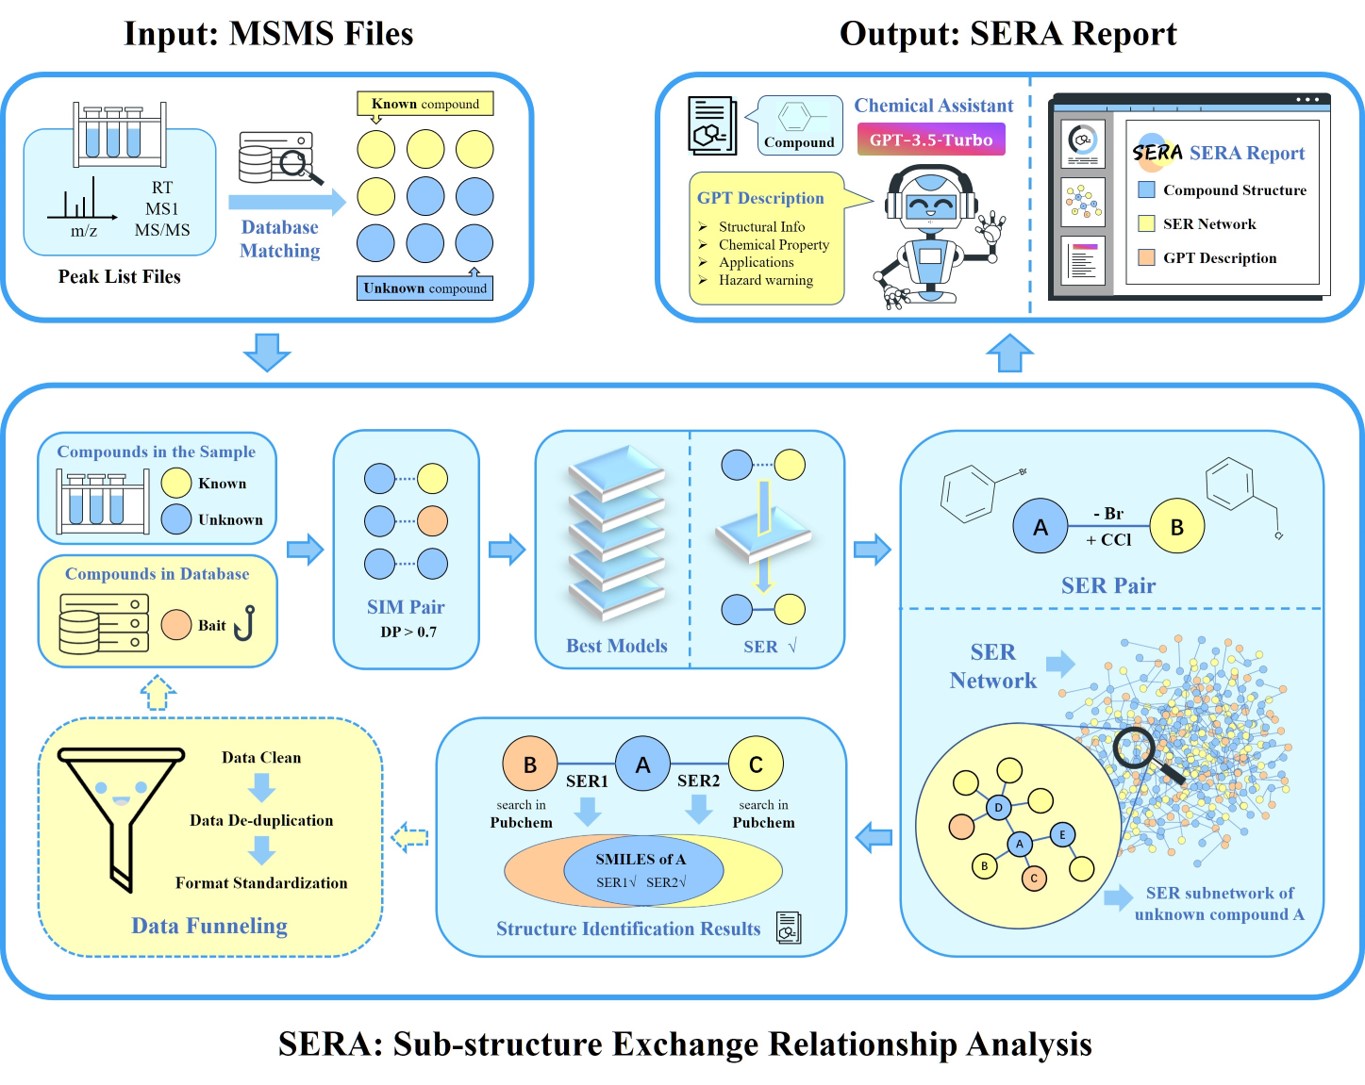 Input: MSMS Files
Output: SERA Report
RT
MS1
MS/MS
m/z
Peak List Files
Database
Matching
Known compound
Unknown compound
Compound
Chemical Assistant
GPT-3.5-Turbo
GPT Description
Structural Info
Chemical Property
Applications
Hazard warning
SERA SERA Report
Compound Structure
SER Network
GPT Description
Compounds in the Sample
Known
Unknown
Compounds in Database
Bait
SIM Pair
DP > 0.7
Best Models
SER √
Br
A
- Br
+ CCl
B
Cl
SER Pair
SER
Network
D
A
E
B
C
SER subnetwork of
unknown compound A
B
SER1
A
SER2
C
search in
Pubchem
search in
Pubchem
SMILES of A
SER1√ SER2√
Structure Identification Results
Data Clean
Data De-duplication
Format Standardization
Data Funneling
SERA: Sub-structure Exchange Relationship Analysis